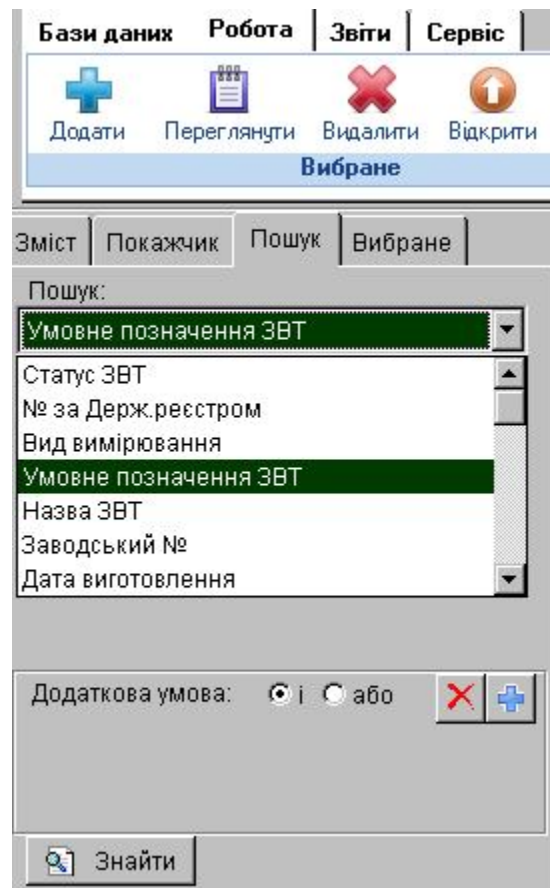 Бази даних Робота Звіти Сервіс
Додати Переглянути Видалити Відкрити
Вибране
Зміст Покажчик Пошук Вибране
Пошук:
Умовне позначення ЗВТ
Статус ЗВТ
№ за Держ.реєстром
Вид вимірювання
Умовне позначення ЗВТ
Назва ЗВТ
Заводський №
Дата виготовлення
Додаткова умова: і або
Знайти